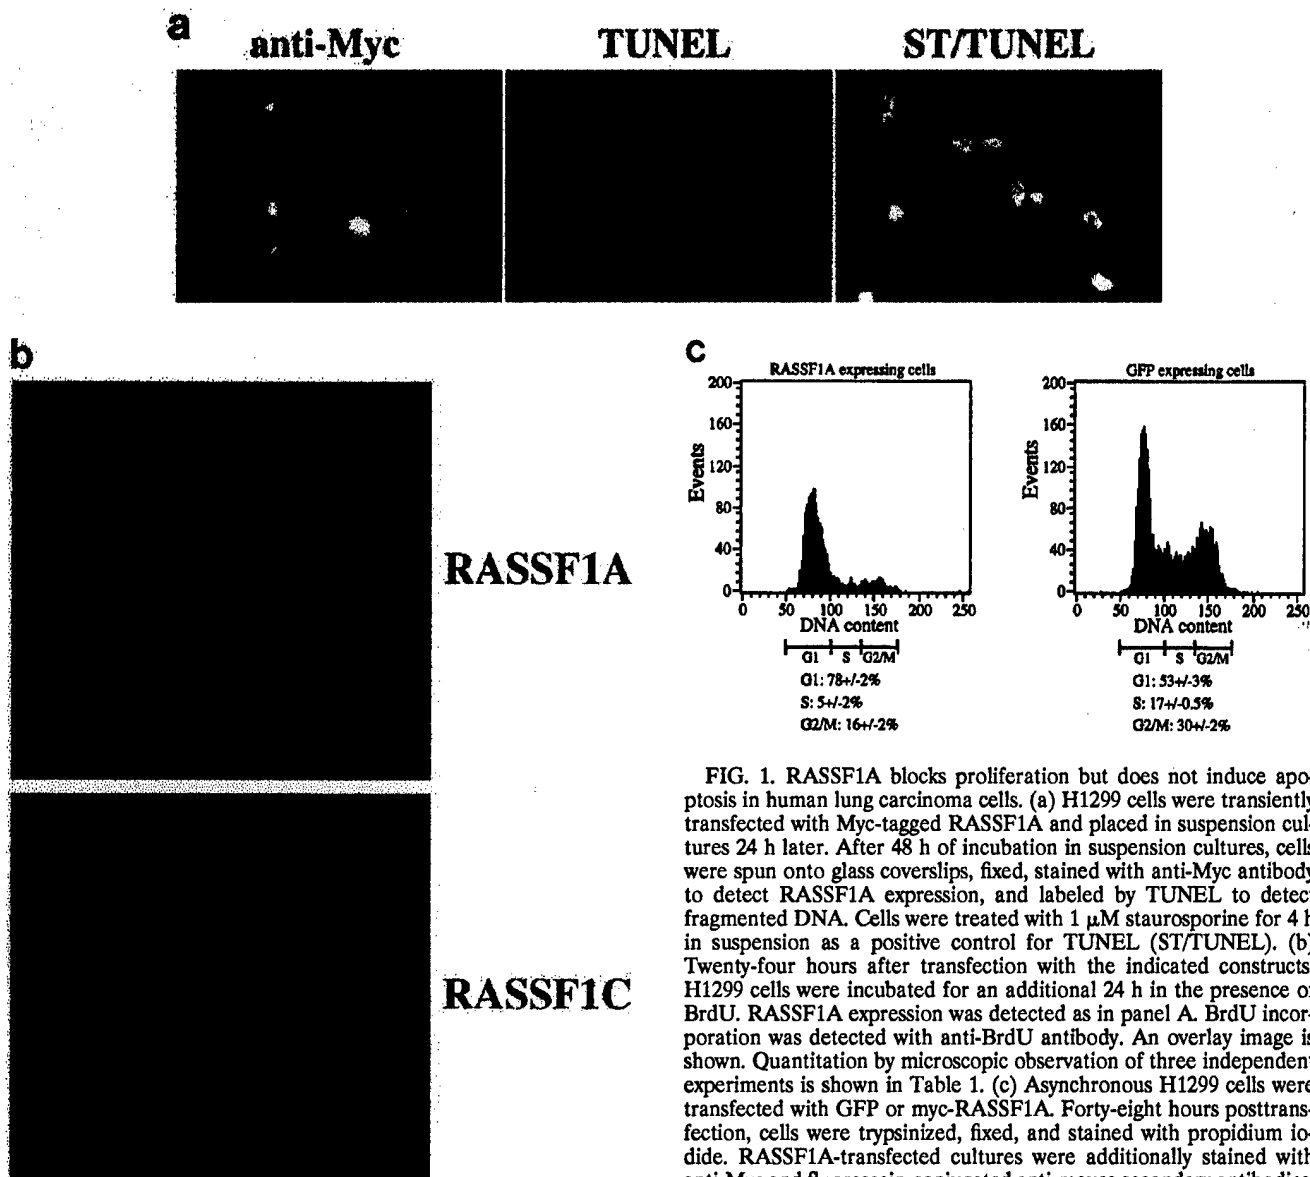 a
anti-Myc TUNEL ST/TUNEL
b
RASSF1A
RASSF1C
c
RASSF1A expressing cells
Events
200
160
120
80
40
0
0 50 100 150 200 250
DNA content
G1 S G2/M
G1: 78+/-2%
S: 5+/-2%
G2/M: 16+/-2%
GFP expressing cells
Events
200
160
120
80
40
0
0 50 100 150 200 250
DNA content
G1 S G2/M
G1: 53+/-3%
S: 17+/-0.5%
G2/M: 30+/-2%
FIG. 1. RASSF1A blocks proliferation but does not induce apo-
ptosis in human lung carcinoma cells. (a) H1299 cells were transiently
transfected with Myc-tagged RASSF1A and placed in suspension cul-
tures 24 h later. After 48 h of incubation in suspension cultures, cells
were spun onto glass coverslips, fixed, stained with anti-Myc antibody
to detect RASSF1A expression, and labeled by TUNEL to detect
fragmented DNA. Cells were treated with 1 μM staurosporine for 4 h
in suspension as a positive control for TUNEL (ST/TUNEL). (b)
Twenty-four hours after transfection with the indicated constructs
H1299 cells were incubated for an additional 24 h in the presence of
BrdU. RASSF1A expression was detected as in panel A. BrdU incor-
poration was detected with anti-BrdU antibody. An overlay image is
shown. Quantitation by microscopic observation of three independent
experiments is shown in Table 1. (c) Asynchronous H1299 cells were
transfected with GFP or myc-RASSF1A. Forty-eight hours posttrans-
fection, cells were trypsinized, fixed, and stained with propidium io-
dide. RASSF1A-transfected cultures were additionally stained with
anti-Myc and fluorescein-conjugated anti-mouse secondary antibodies